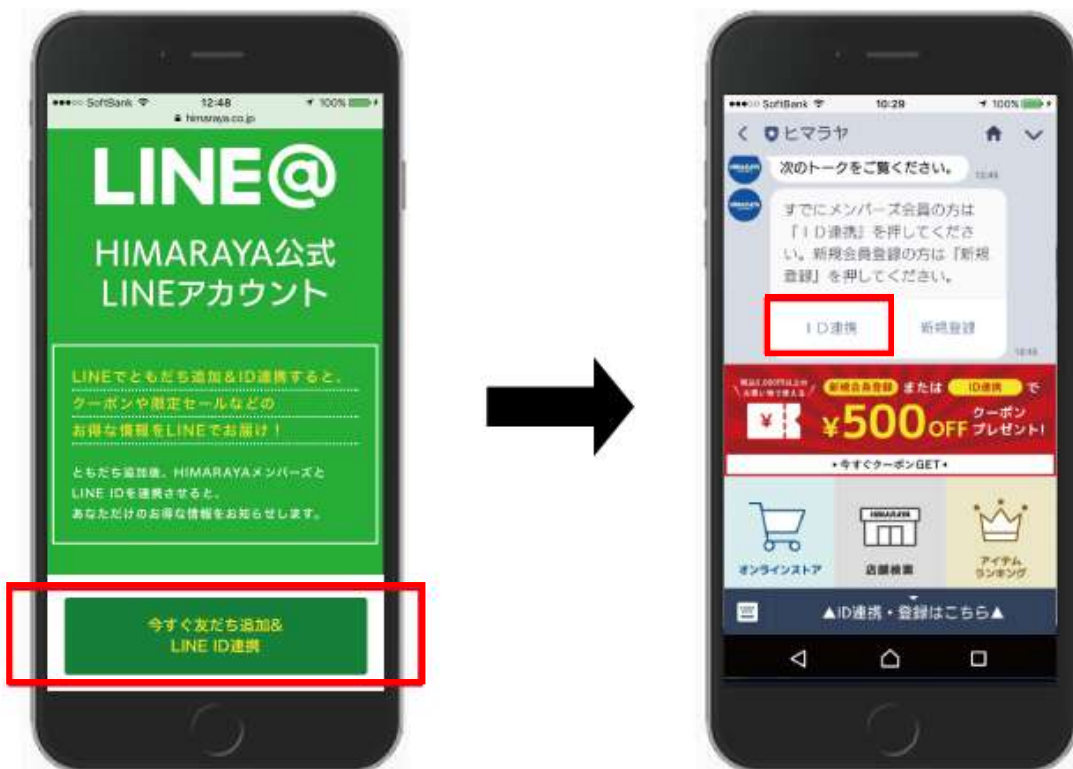 SoftBank 12:48 100%
himaraya.co.jp
LINE@
HIMARAYA公式
LINEアカウント
LINEでともだち追加&ID連携すると、
クーポンや限定セールなどの
お得な情報をLINEでお届け！
ともだち追加後、HIMARAYAメンバーズと
LINE IDを連携させると、
あなただけのお得な情報をお知らせします。
今すぐ友だち追加&
LINE ID連携
SoftBank 10:29 100%
ヒマラヤ
次のトークをご覧ください。
すでにメンバーズ会員の方は
『ＩＤ連携』を押してくださ
い。新規会員登録の方は『新規
登録』を押してください。
ＩＤ連携 新規登録
新規会員登録 または ID連携 で
¥500OFF クーポン
プレゼント!
今すぐクーポンGET
オンラインストア
HIMARAYA
店舗検索
アイテム
ランキング
▲ID連携・登録はこちら▲